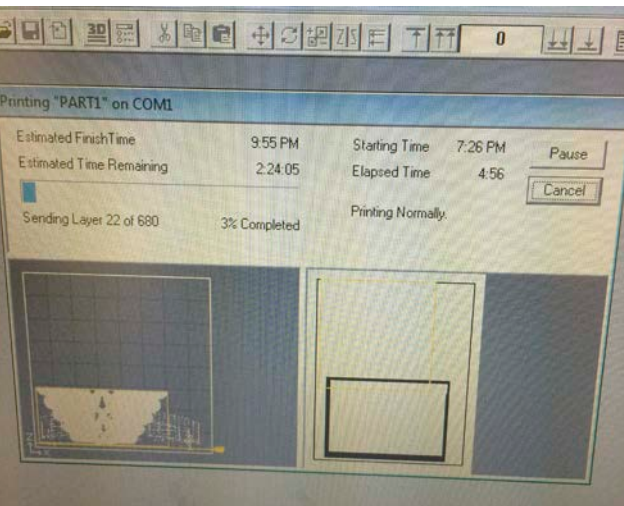 3D
Z S
0
Printing "PART1" on COM1
Estimated FinishTime 9:55 PM Starting Time 7:26 PM Pause
Estimated Time Remaining 2:24:05 Elapsed Time 4:56 Cancel
Sending Layer 22 of 680 3% Completed Printing Normally.